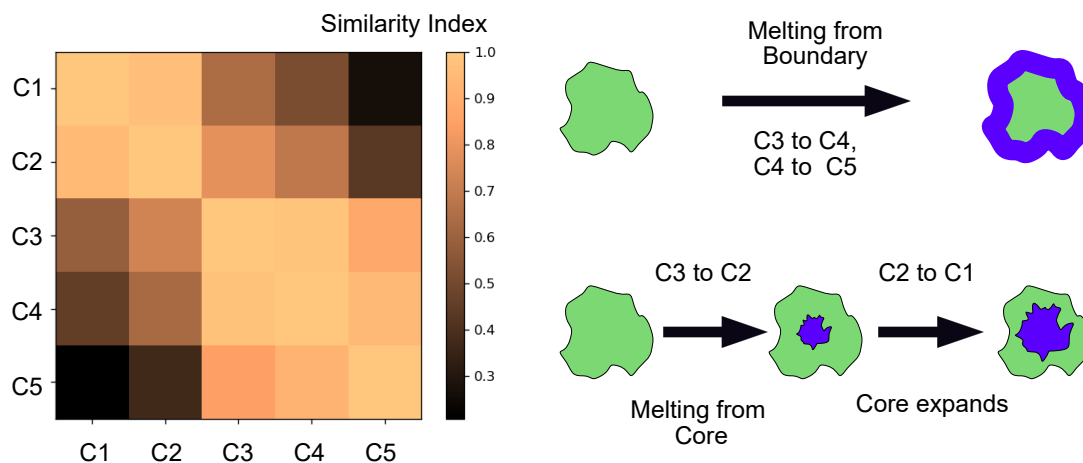 Similarity Index
C1
C2
C3
C4
C5
C1 C2 C3 C4 C5
1.0
0.9
0.8
0.7
0.6
0.5
0.4
0.3
Melting from
Boundary
C3 to C4,
C4 to C5
C3 to C2
C2 to C1
Melting from
Core
Core expands